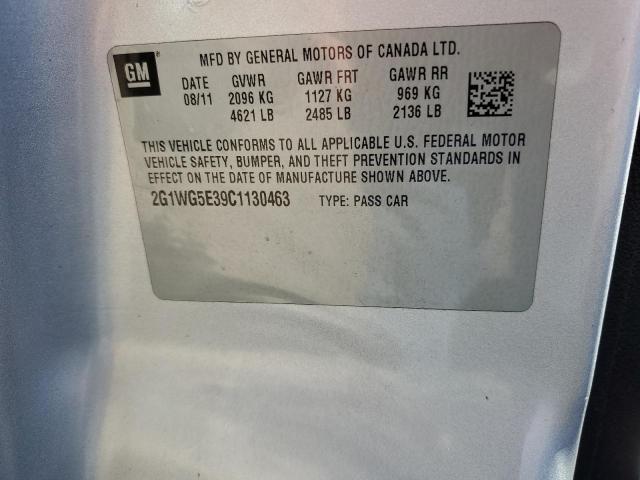 GM
MFD BY GENERAL MOTORS OF CANADA LTD.
DATE GVWR GAWR FRT GAWR RR
08/11 2096 KG 1127 KG 969 KG
4621 LB 2485 LB 2136 LB
THIS VEHICLE CONFORMS TO ALL APPLICABLE U.S. FEDERAL MOTOR
VEHICLE SAFETY, BUMPER, AND THEFT PREVENTION STANDARDS IN
EFFECT ON THE DATE OF MANUFACTURE SHOWN ABOVE.
2G1WG5E39C1130463 TYPE: PASS CAR